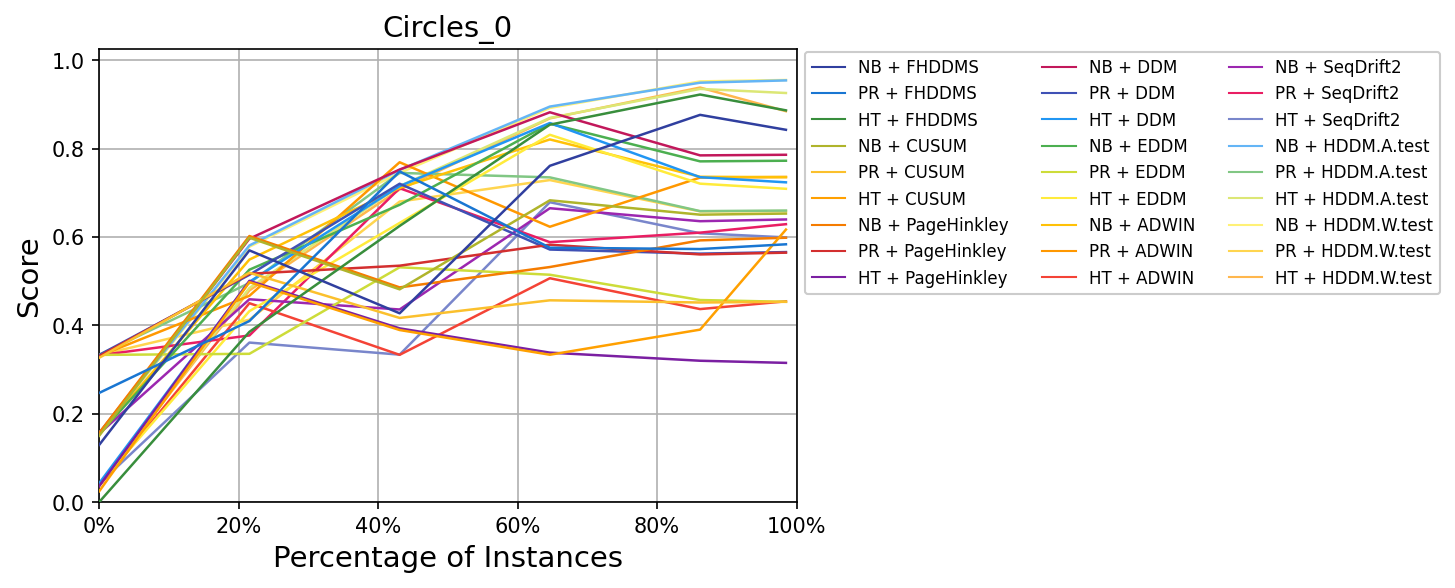 Circles_0
1.0
0.8
0.6
0.4
0.2
0.0
Score
0%
20%
40%
60%
80%
100%
Percentage of Instances
NB + FHDDMS
PR + FHDDMS
HT + FHDDMS
NB + CUSUM
PR + CUSUM
HT + CUSUM
NB + PageHinkley
PR + PageHinkley
HT + PageHinkley
NB + DDM
PR + DDM
HT + DDM
NB + EDDM
PR + EDDM
HT + EDDM
NB + ADWIN
PR + ADWIN
HT + ADWIN
NB + SeqDrift2
PR + SeqDrift2
HT + SeqDrift2
NB + HDDM.A.test
PR + HDDM.A.test
HT + HDDM.A.test
NB + HDDM.W.test
PR + HDDM.W.test
HT + HDDM.W.test